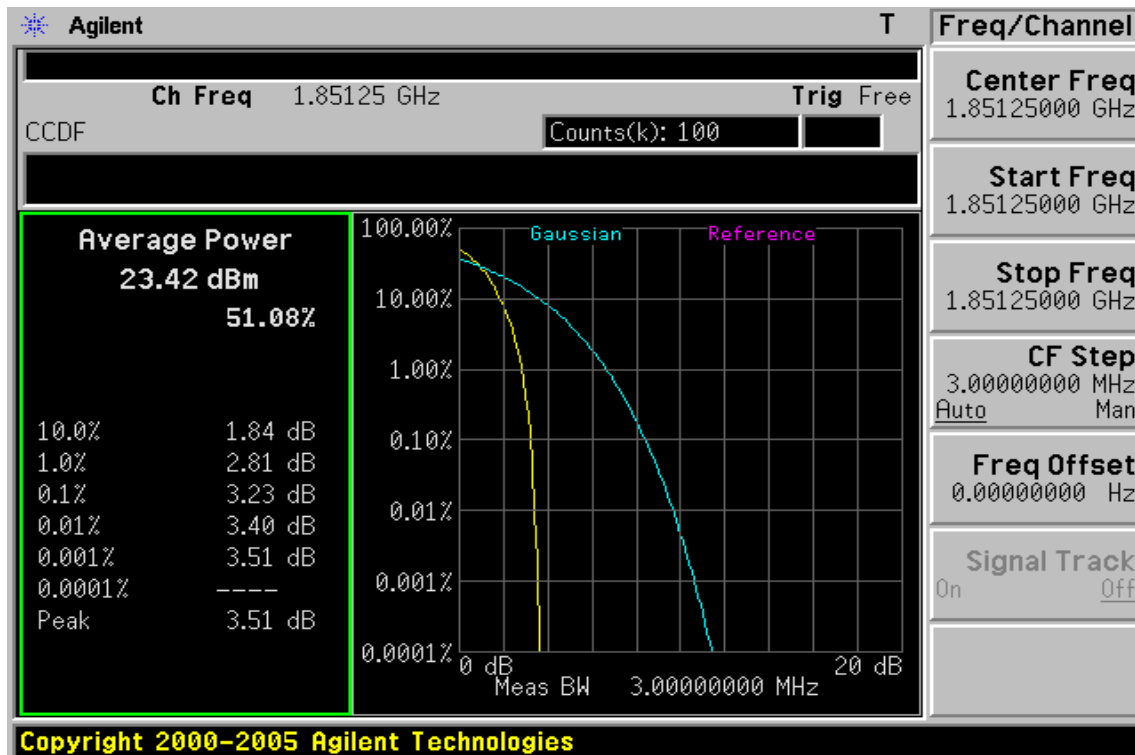 Agilent T Freq/Channel
Ch Freq 1.85125 GHz Trig Free
CCDF Counts(k): 100
Average Power
23.42 dBm
51.08%
10.0% 1.84 dB
1.0% 2.81 dB
0.1% 3.23 dB
0.01% 3.40 dB
0.001% 3.51 dB
0.0001% ----
Peak 3.51 dB
100.00% Gaussian Reference
10.00%
1.00%
0.10%
0.01%
0.001%
0.0001%
0 dB 20 dB
Meas BW 3.00000000 MHz
Center Freq
1.85125000 GHz
Start Freq
1.85125000 GHz
Stop Freq
1.85125000 GHz
CF Step
3.00000000 MHz
Auto Man
Freq Offset
0.00000000 Hz
Signal Track
On Off
Copyright 2000-2005 Agilent Technologies